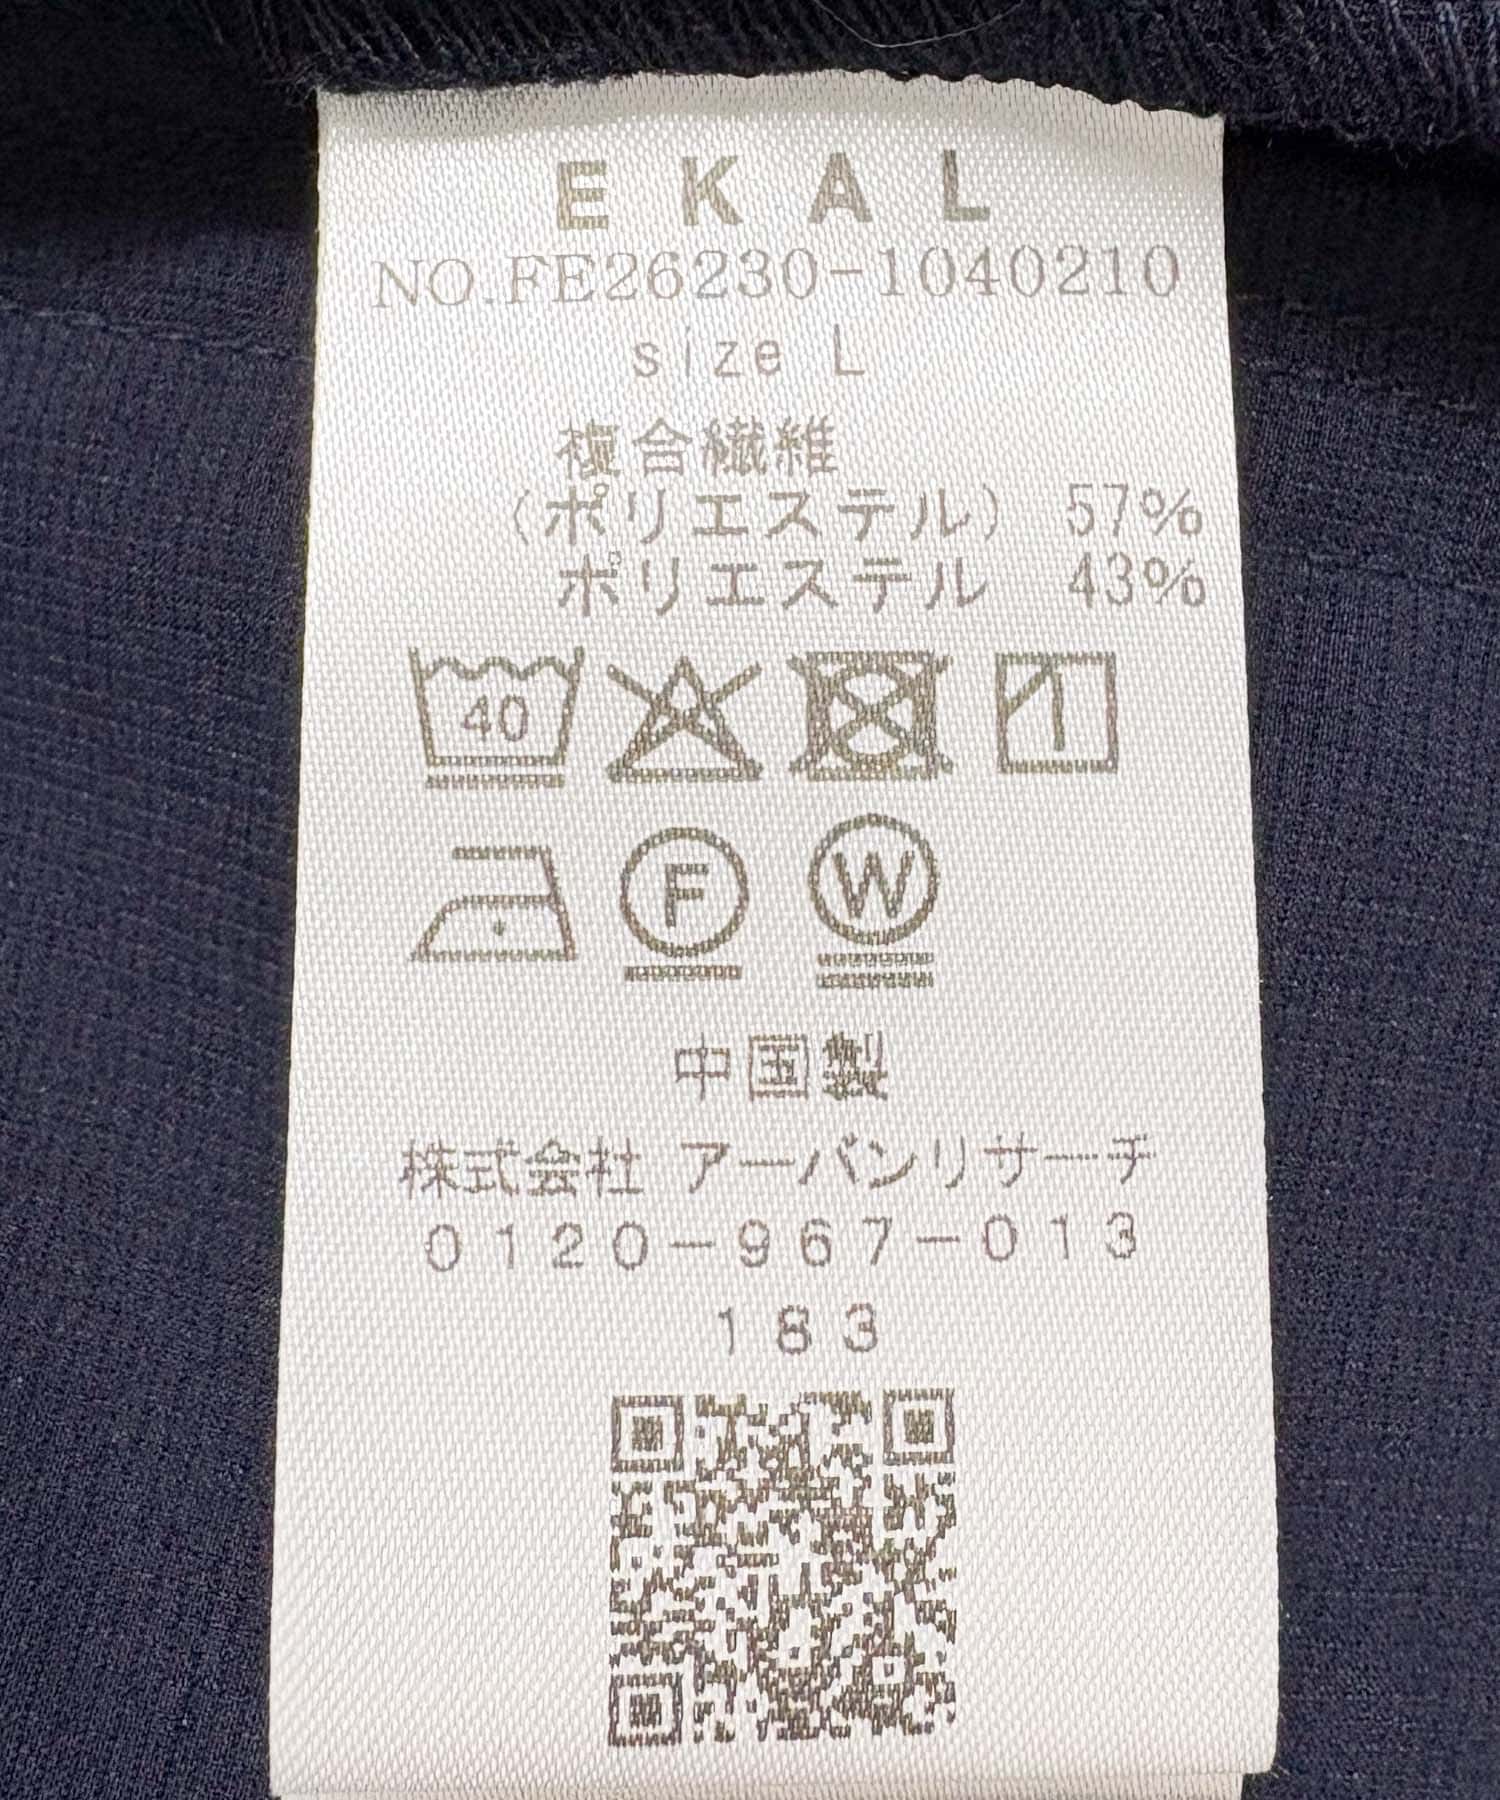 EKAL
NO.FE26230-1040210
size L
複合繊維
(ポリエステル) 57%
ポリエステル 43%
40
F
W
中国製
株式会社 アーバンリサーチ
0120-967-013
183